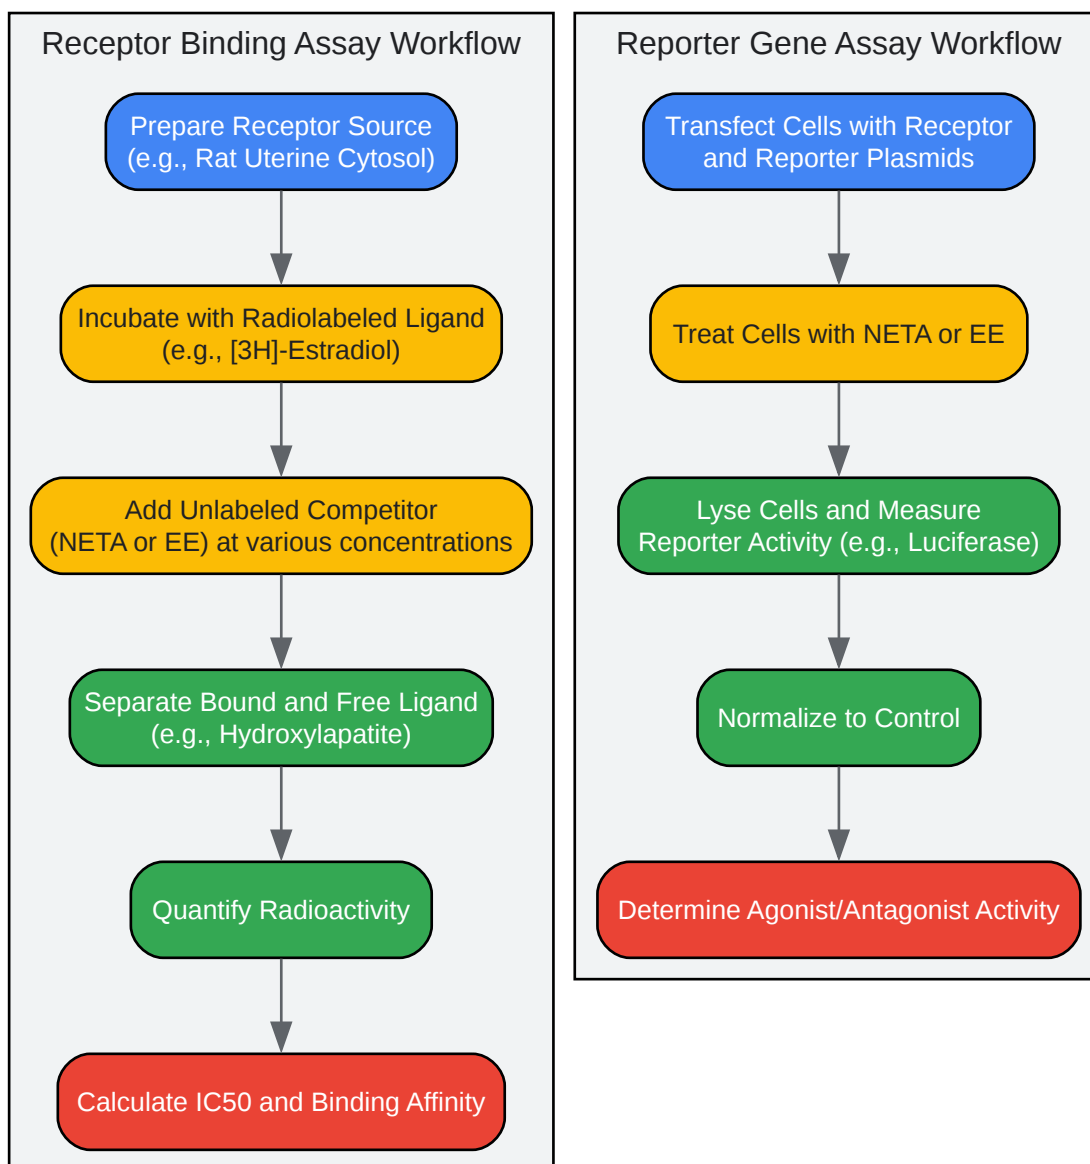 Receptor Binding Assay Workflow
Prepare Receptor Source
(e.g., Rat Uterine Cytosol)
Incubate with Radiolabeled Ligand
(e.g., [3H]-Estradiol)
Add Unlabeled Competitor
(NETA or EE) at various concentrations
Separate Bound and Free Ligand
(e.g., Hydroxylapatite)
Quantify Radioactivity
Calculate IC50 and Binding Affinity
Reporter Gene Assay Workflow
Transfect Cells with Receptor
and Reporter Plasmids
Treat Cells with NETA or EE
Lyse Cells and Measure
Reporter Activity (e.g., Luciferase)
Normalize to Control
Determine Agonist/Antagonist Activity